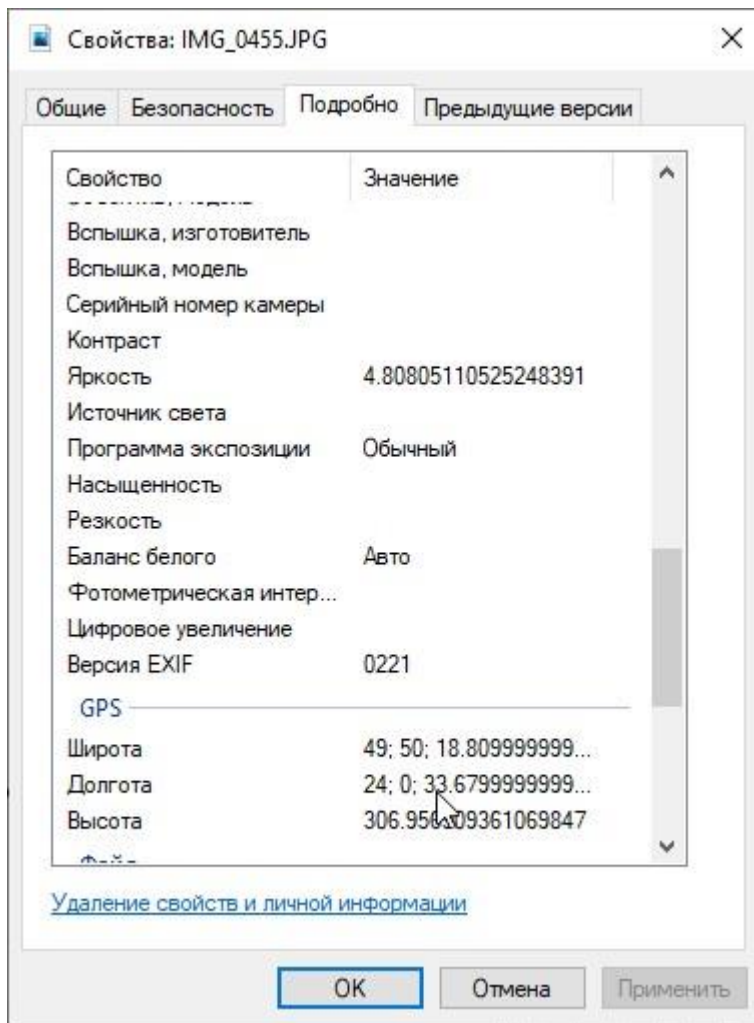 Свойства: IMG_0455.JPG
Общие Безопасность Подробно Предыдущие версии
Свойство Значение
Вспышка, изготовитель
Вспышка, модель
Серийный номер камеры
Контраст
Яркость 4.80805110525248391
Источник света
Программа экспозиции Обычный
Насыщенность
Резкость
Баланс белого Авто
Фотометрическая интер...
Цифровое увеличение
Версия EXIF 0221
GPS
Широта 49; 50; 18.809999999...
Долгота 24; 0; 33.6799999999...
Высота
Удаление свойств и личной информации
OK Отмена Применить